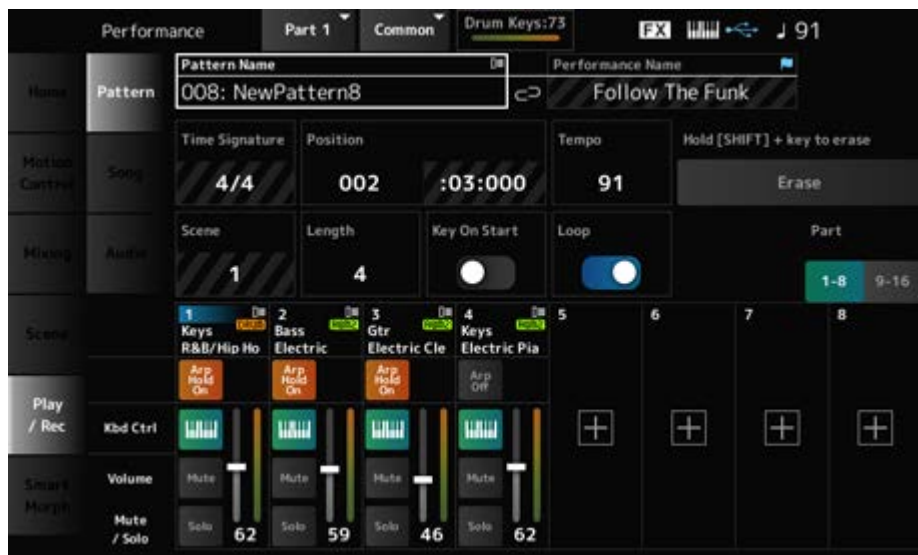 Performance
Part 1
Common
Drum Keys:73
FX
♩ 91
Home
Pattern
Pattern Name
008: NewPattern8
Performance Name
Follow The Funk
Motion
Control
Song
Time Signature
4/4
Position
002 :03:000
Tempo
91
Hold [SHIFT] + key to erase
Erase
Mixing
Audio
Scene
1
Length
4
Key On Start
Loop
Part
1-8 9-16
Scene
1
Keys
R&B/Hip Ho
2
Bass
Electric
3
Gtr
Electric Cle
4
Keys
Electric Pia
5
6
7
8
Arp
Hold
On
Arp
Hold
On
Arp
Hold
On
Arp
Off
Play
/ Rec
Kbd Ctrl
Smart
Morph
Volume
Mute
Mute
Mute
Mute
Mute
/ Solo
Solo
62
Solo
59
Solo
46
Solo
62